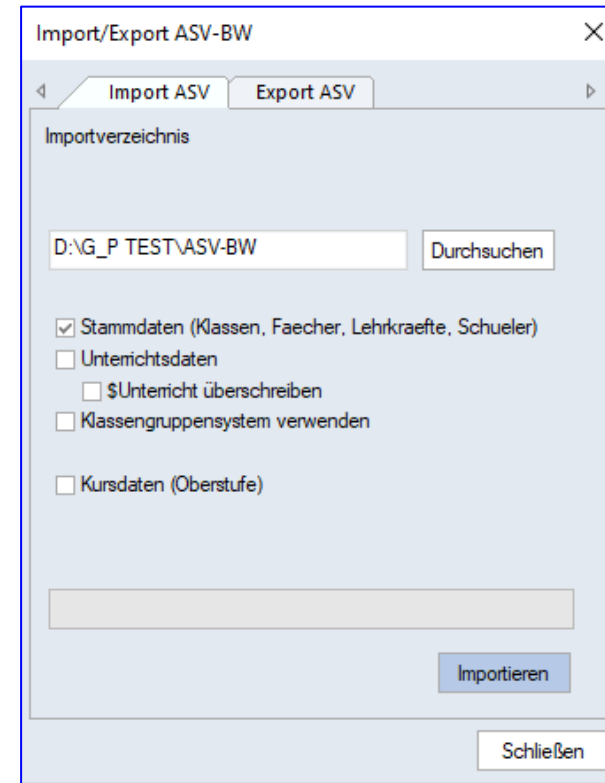 Import/Export ASV-BW
Import ASV
Export ASV
Importverzeichnis
D:\G_P TEST\ASV-BW
Durchsuchen
Stammdaten (Klassen, Faecher, Lehrkraefte, Schueler)
Unterrichtsdaten
$Unterricht überschreiben
Klassengruppensystem verwenden
Kursdaten (Oberstufe)
Importieren
Schließen